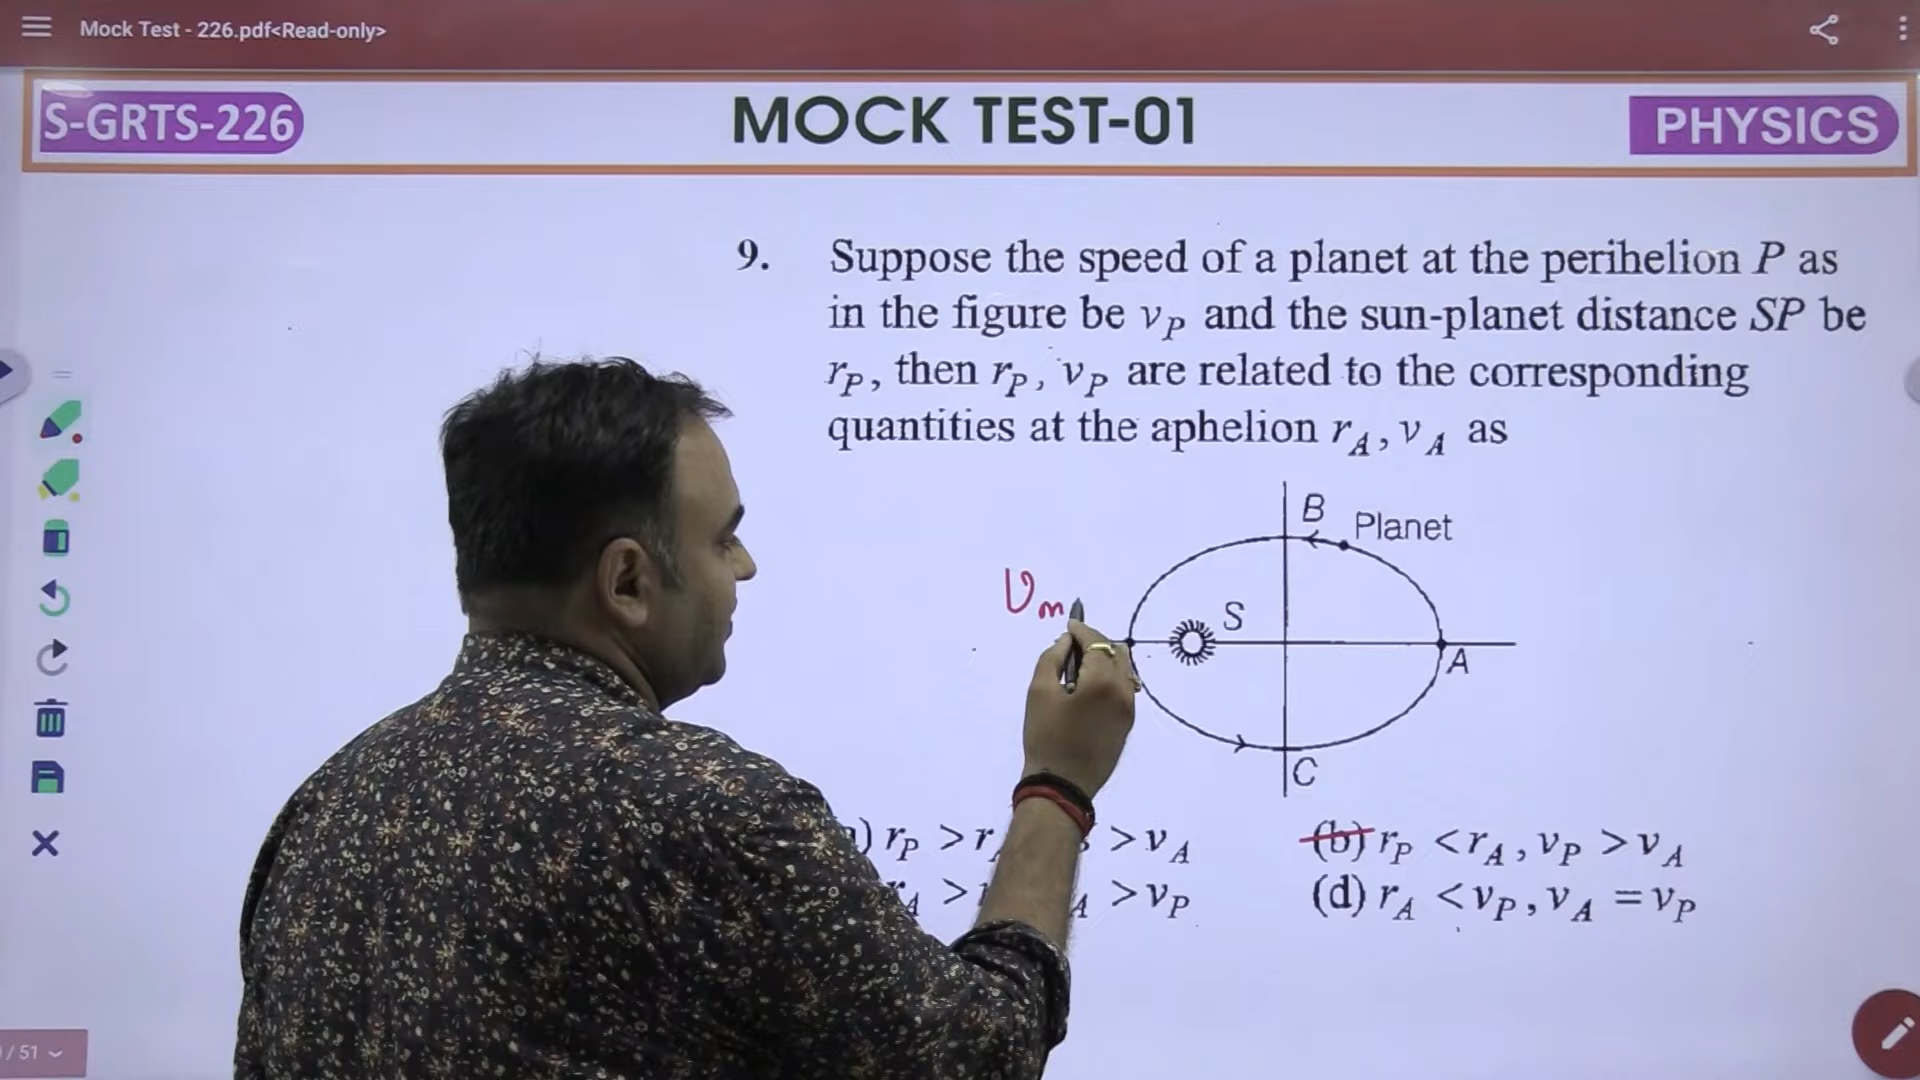 Mock Test - 226.pdf<Read-only>
S-GRTS-226
MOCK TEST-01
PHYSICS
9. Suppose the speed of a planet at the perihelion P as
in the figure be v_P and the sun-planet distance SP be
r_P, then r_P, v_P are related to the corresponding
quantities at the aphelion r_A, v_A as
B
Planet
v_m
S
A
C
) r_P > r > v_A
(b) r_P < r_A, v_P > v_A
A > A > v_P
(d) r_A < v_P, v_A = v_P
/ 51